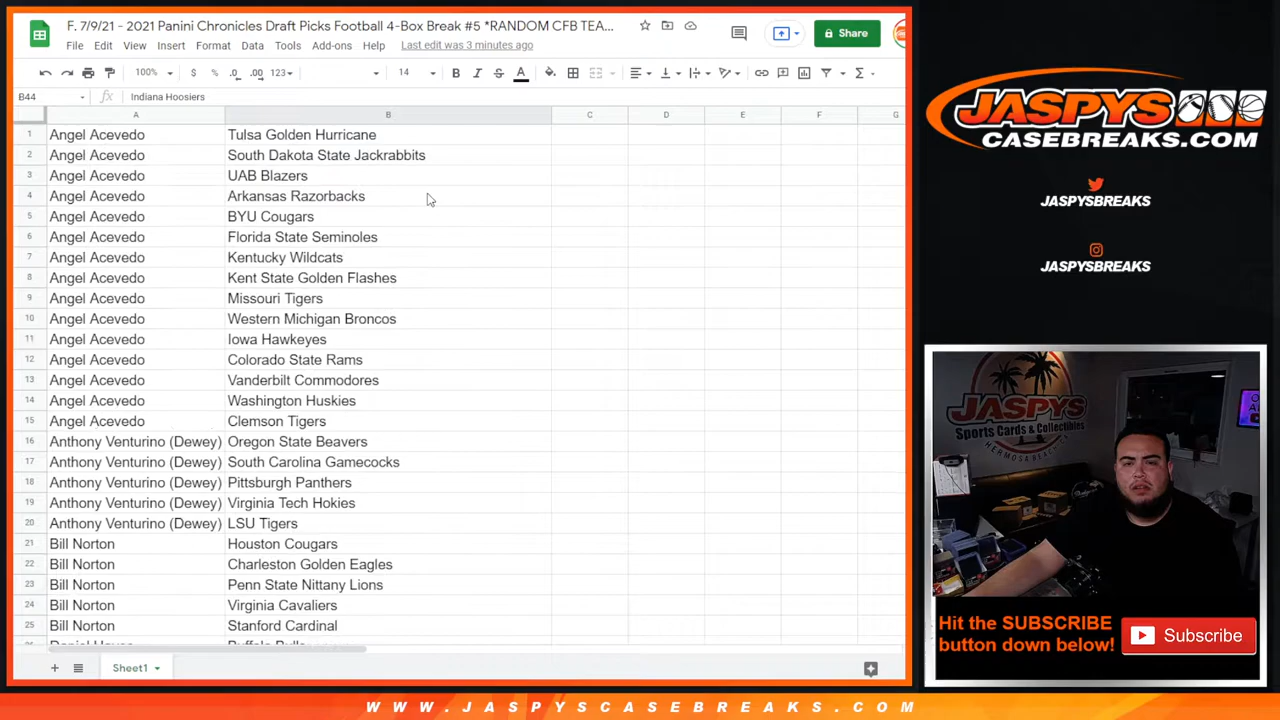 F. 7/9/21 - 2021 Panini Chronicles Draft Picks Football 4-Box Break #5 *RANDOM CFB TEA...
File Edit View Insert Format Data Tools Add-ons Help Last edit was 3 minutes ago
Share
100% $ % .0 .00 123 14 B I S A
B44 fx Indiana Hoosiers
A B C D E F G
1 Angel Acevedo Tulsa Golden Hurricane
2 Angel Acevedo South Dakota State Jackrabbits
3 Angel Acevedo UAB Blazers
4 Angel Acevedo Arkansas Razorbacks
5 Angel Acevedo BYU Cougars
6 Angel Acevedo Florida State Seminoles
7 Angel Acevedo Kentucky Wildcats
8 Angel Acevedo Kent State Golden Flashes
9 Angel Acevedo Missouri Tigers
10 Angel Acevedo Western Michigan Broncos
11 Angel Acevedo Iowa Hawkeyes
12 Angel Acevedo Colorado State Rams
13 Angel Acevedo Vanderbilt Commodores
14 Angel Acevedo Washington Huskies
15 Angel Acevedo Clemson Tigers
16 Anthony Venturino (Dewey) Oregon State Beavers
17 Anthony Venturino (Dewey) South Carolina Gamecocks
18 Anthony Venturino (Dewey) Pittsburgh Panthers
19 Anthony Venturino (Dewey) Virginia Tech Hokies
20 Anthony Venturino (Dewey) LSU Tigers
21 Bill Norton Houston Cougars
22 Bill Norton Charleston Golden Eagles
23 Bill Norton Penn State Nittany Lions
24 Bill Norton Virginia Cavaliers
25 Bill Norton Stanford Cardinal
Sheet1
JASPYS
CASEBREAKS.COM
JASPYSBREAKS
JASPYSBREAKS
JASPYS
Sports Cards & Collectibles
HERMOSA BEACH
Hit the SUBSCRIBE
button down below!
Subscribe
WWW.JASPYSCASEBREAKS.COM